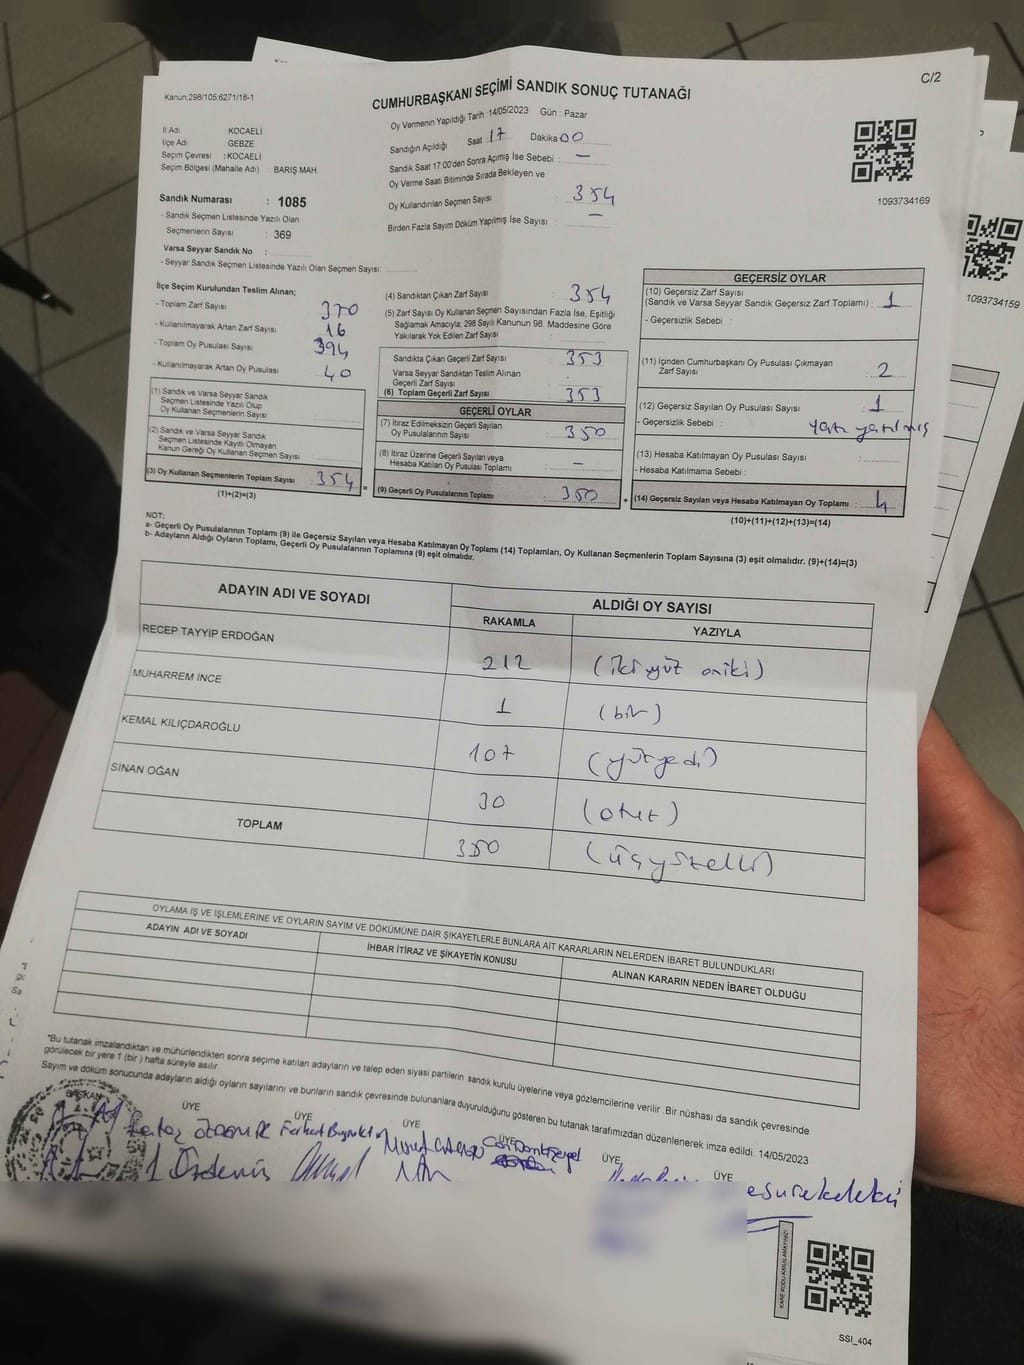 C/2
Kanun:298/105;6271/18-1
CUMHURBAŞKANI SEÇİMİ SANDIK SONUÇ TUTANAĞI
Oy Vermenin Yapıldığı Tarih :14/05/2023 Gün : Pazar
İl Adı KOCAELİ
İlçe Adı : GEBZE
Seçim Çevresi : KOCAELİ
Seçim Bölgesi (Mahalle Adı) : BARIŞ MAH.
Sandığın Açıldığı Saat : 17 Dakika 00
Sandık Saat 17:00'den Sonra Açmış İse Sebebi : —
Oy Verme Saati Bitiminde Sırada Bekleyen ve
Oy Kullandırılan Seçmen Sayısı : 354
Birden Fazla Sayım Döküm Yapılmış İse Sayısı : —
1093734169
1093734159
Sandık Numarası : 1085
- Sandık Seçmen Listesinde Yazılı Olan
Seçmenlerin Sayısı : 369
Varsa Seyyar Sandık No :
- Seyyar Sandık Seçmen Listesinde Yazılı Olan Seçmen Sayısı:
İlçe Seçim Kurulundan Teslim Alınan;
- Toplam Zarf Sayısı 370
- Kullanılmayarak Artan Zarf Sayısı 16
- Toplam Oy Pusulası Sayısı 394
- Kullanılmayarak Artan Oy Pusulası 40
(1) Sandık ve Varsa Seyyar Sandık
Seçmen Listesinde Yazılı Olup
Oy Kullanan Seçmenlerin Sayısı :
(2) Sandık ve Varsa Seyyar Sandık
Seçmen Listesinde Kayıtlı Olmayan
Kanun Gereği Oy Kullanan Seçmen Sayısı :
(3) Oy Kullanan Seçmenlerin Toplam Sayısı : 354 =
(1)+(2)=(3)
(4) Sandıktan Çıkan Zarf Sayısı : 354
(5) Zarf Sayısı Oy Kullanan Seçmen Sayısından Fazla İse, Eşitliği
Sağlamak Amacıyla; 298 Sayılı Kanunun 98. Maddesine Göre
Yakılarak Yok Edilen Zarf Sayısı :
Sandıkta Çıkan Geçerli Zarf Sayısı : 353
Varsa Seyyar Sandıktan Teslim Alınan
Geçerli Zarf Sayısı :
(6) Toplam Geçerli Zarf Sayısı : 353
GEÇERLİ OYLAR
(7) İtiraz Edilmeksizin Geçerli Sayılan
Oy Pusulalarının Sayısı : 350
(8) İtiraz Üzerine Geçerli Sayılan veya
Hesaba Katılan Oy Pusulası Toplamı : —
(9) Geçerli Oy Pusulalarının Toplamı : 350 +
GEÇERSİZ OYLAR
(10) Geçersiz Zarf Sayısı
(Sandık ve Varsa Seyyar Sandık Geçersiz Zarf Toplamı) : 1
- Geçersizlik Sebebi :
(11) İçinden Cumhurbaşkanı Oy Pusulası Çıkmayan
Zarf Sayısı : 2
(12) Geçersiz Sayılan Oy Pusulası Sayısı : 1
- Geçersizlik Sebebi :
(13) Hesaba Katılmayan Oy Pusulası Sayısı :
- Hesaba Katılmama Sebebi :
(14) Geçersiz Sayılan veya Hesaba Katılmayan Oy Toplamı : 4
(10)+(11)+(12)+(13)=(14)
NOT:
a- Geçerli Oy Pusulalarının Toplamı (9) ile Geçersiz Sayılan veya Hesaba Katılmayan Oy Toplamı (14) Toplamları, Oy Kullanan Seçmenlerin Toplam Sayısına (3) eşit olmalıdır. (9)+(14)=(3)
b- Adayların Aldığı Oyların Toplamı, Geçerli Oy Pusulalarının Toplamına (9) eşit olmalıdır.
ADAYIN ADI VE SOYADI
ALDIĞI OY SAYISI
RAKAMLA YAZIYLA
RECEP TAYYİP ERDOĞAN 212 (ikiyüz oniki)
MUHARREM İNCE 1 (bir)
KEMAL KILIÇDAROĞLU 107 (yüzyedi)
SİNAN OĞAN 30 (otuz)
TOPLAM 350 (üçyüzelli)
OYLAMA İŞ VE İŞLEMLERİNE VE OYLARIN SAYIM VE DÖKÜMÜNE DAİR ŞİKAYETLERLE BUNLARA AİT KARARLARIN NELERDEN İBARET BULUNDUKLARI
ADAYIN ADI VE SOYADI
İHBAR İTİRAZ VE ŞİKAYETİN KONUSU
ALINAN KARARIN NEDEN İBARET OLDUĞU
*Bu tutanak imzalandıktan ve mühürlendikten sonra seçime katılan adayların ve talep eden siyasi partilerin sandık kurulu üyelerine veya gözlemcilerine verilir .Bir nüshası da sandık çevresinde
görülecek bir yere 1 (bir ) hafta süreyle asılır
Sayım ve döküm sonucunda adayların aldığı oyların sayılarını ve bunların sandık çevresinde bulunanlara duyurulduğunu gösteren bu tutanak tarafımızdan düzenlenerek imza edildi. 14/05/2023
BAŞKAN ÜYE ÜYE ÜYE ÜYE ÜYE ÜYE
KARE KODU KARALAMAYINIZ!
SSİ_404